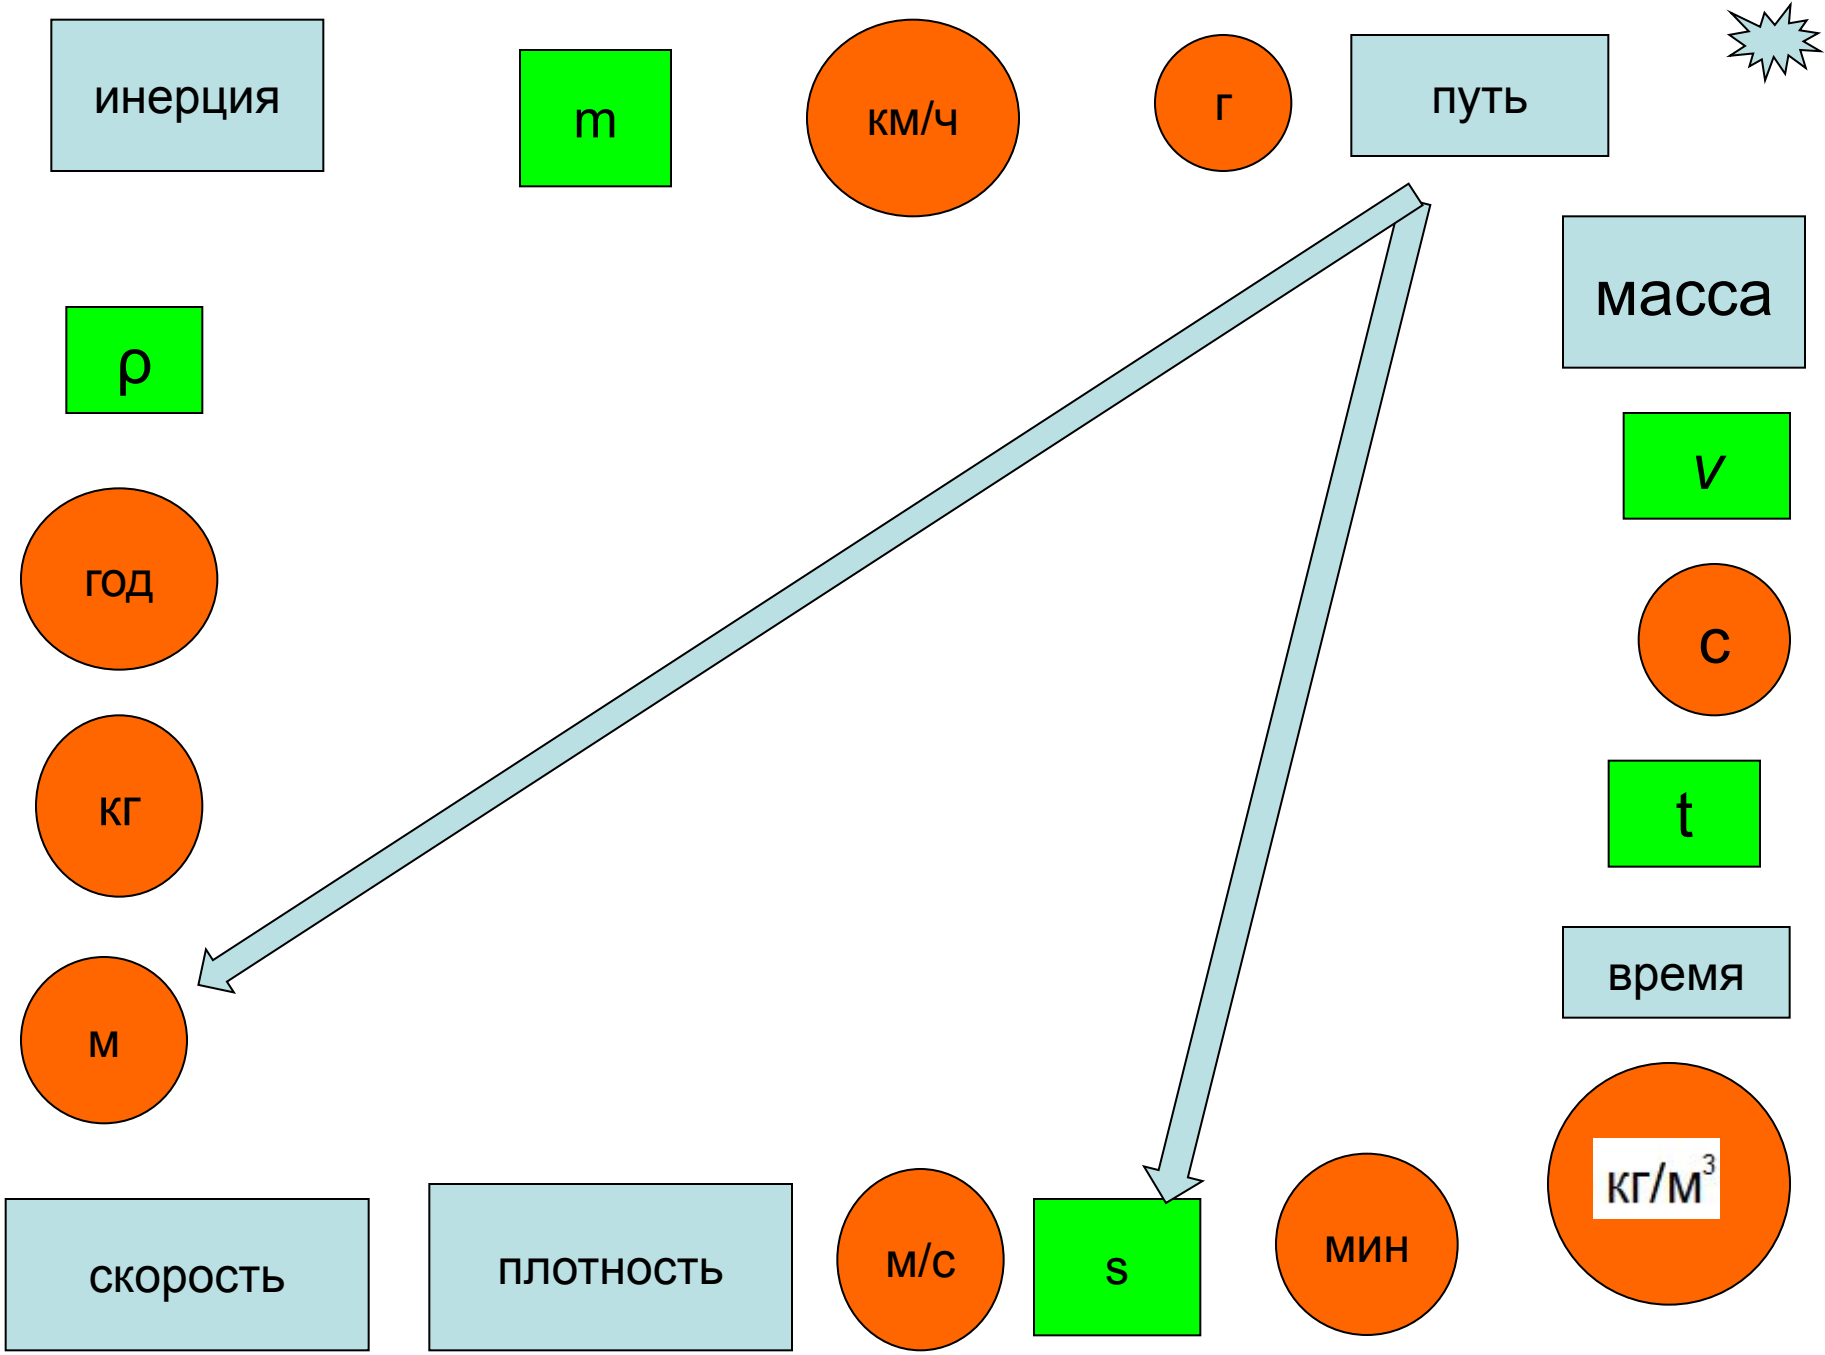 инерция
m
км/ч
г
путь
масса
ρ
v
год
с
кг
t
время
м
кг/м³
скорость
плотность
м/с
s
мин